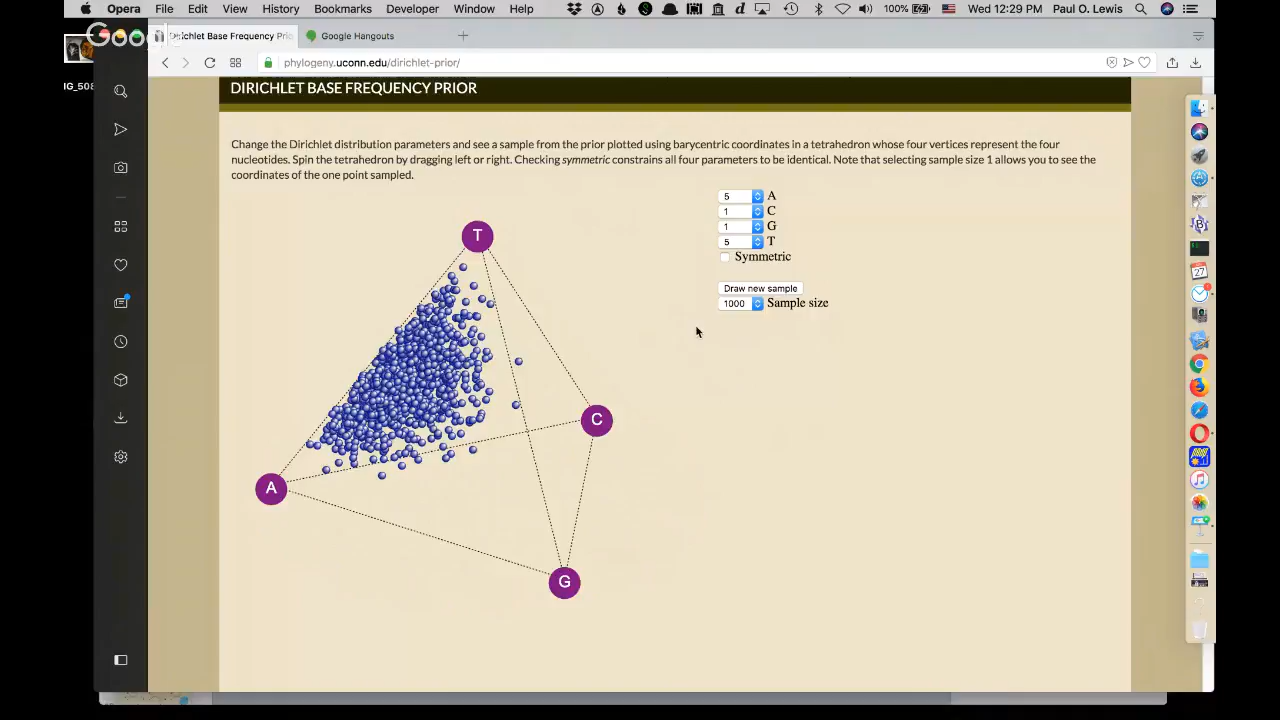 Opera File Edit View History Bookmarks Developer Window Help 100% Wed 12:29 PM Paul O. Lewis
Dirichlet Base Frequency Prio Google Hangouts
IG_508
phylogeny.uconn.edu/dirichlet-prior/
DIRICHLET BASE FREQUENCY PRIOR
Change the Dirichlet distribution parameters and see a sample from the prior plotted using barycentric coordinates in a tetrahedron whose four vertices represent the four
nucleotides. Spin the tetrahedron by dragging left or right. Checking symmetric constrains all four parameters to be identical. Note that selecting sample size 1 allows you to see the
coordinates of the one point sampled.
5 A
1 C
1 G
5 T
Symmetric
Draw new sample
1000 Sample size
T
C
A
G
27